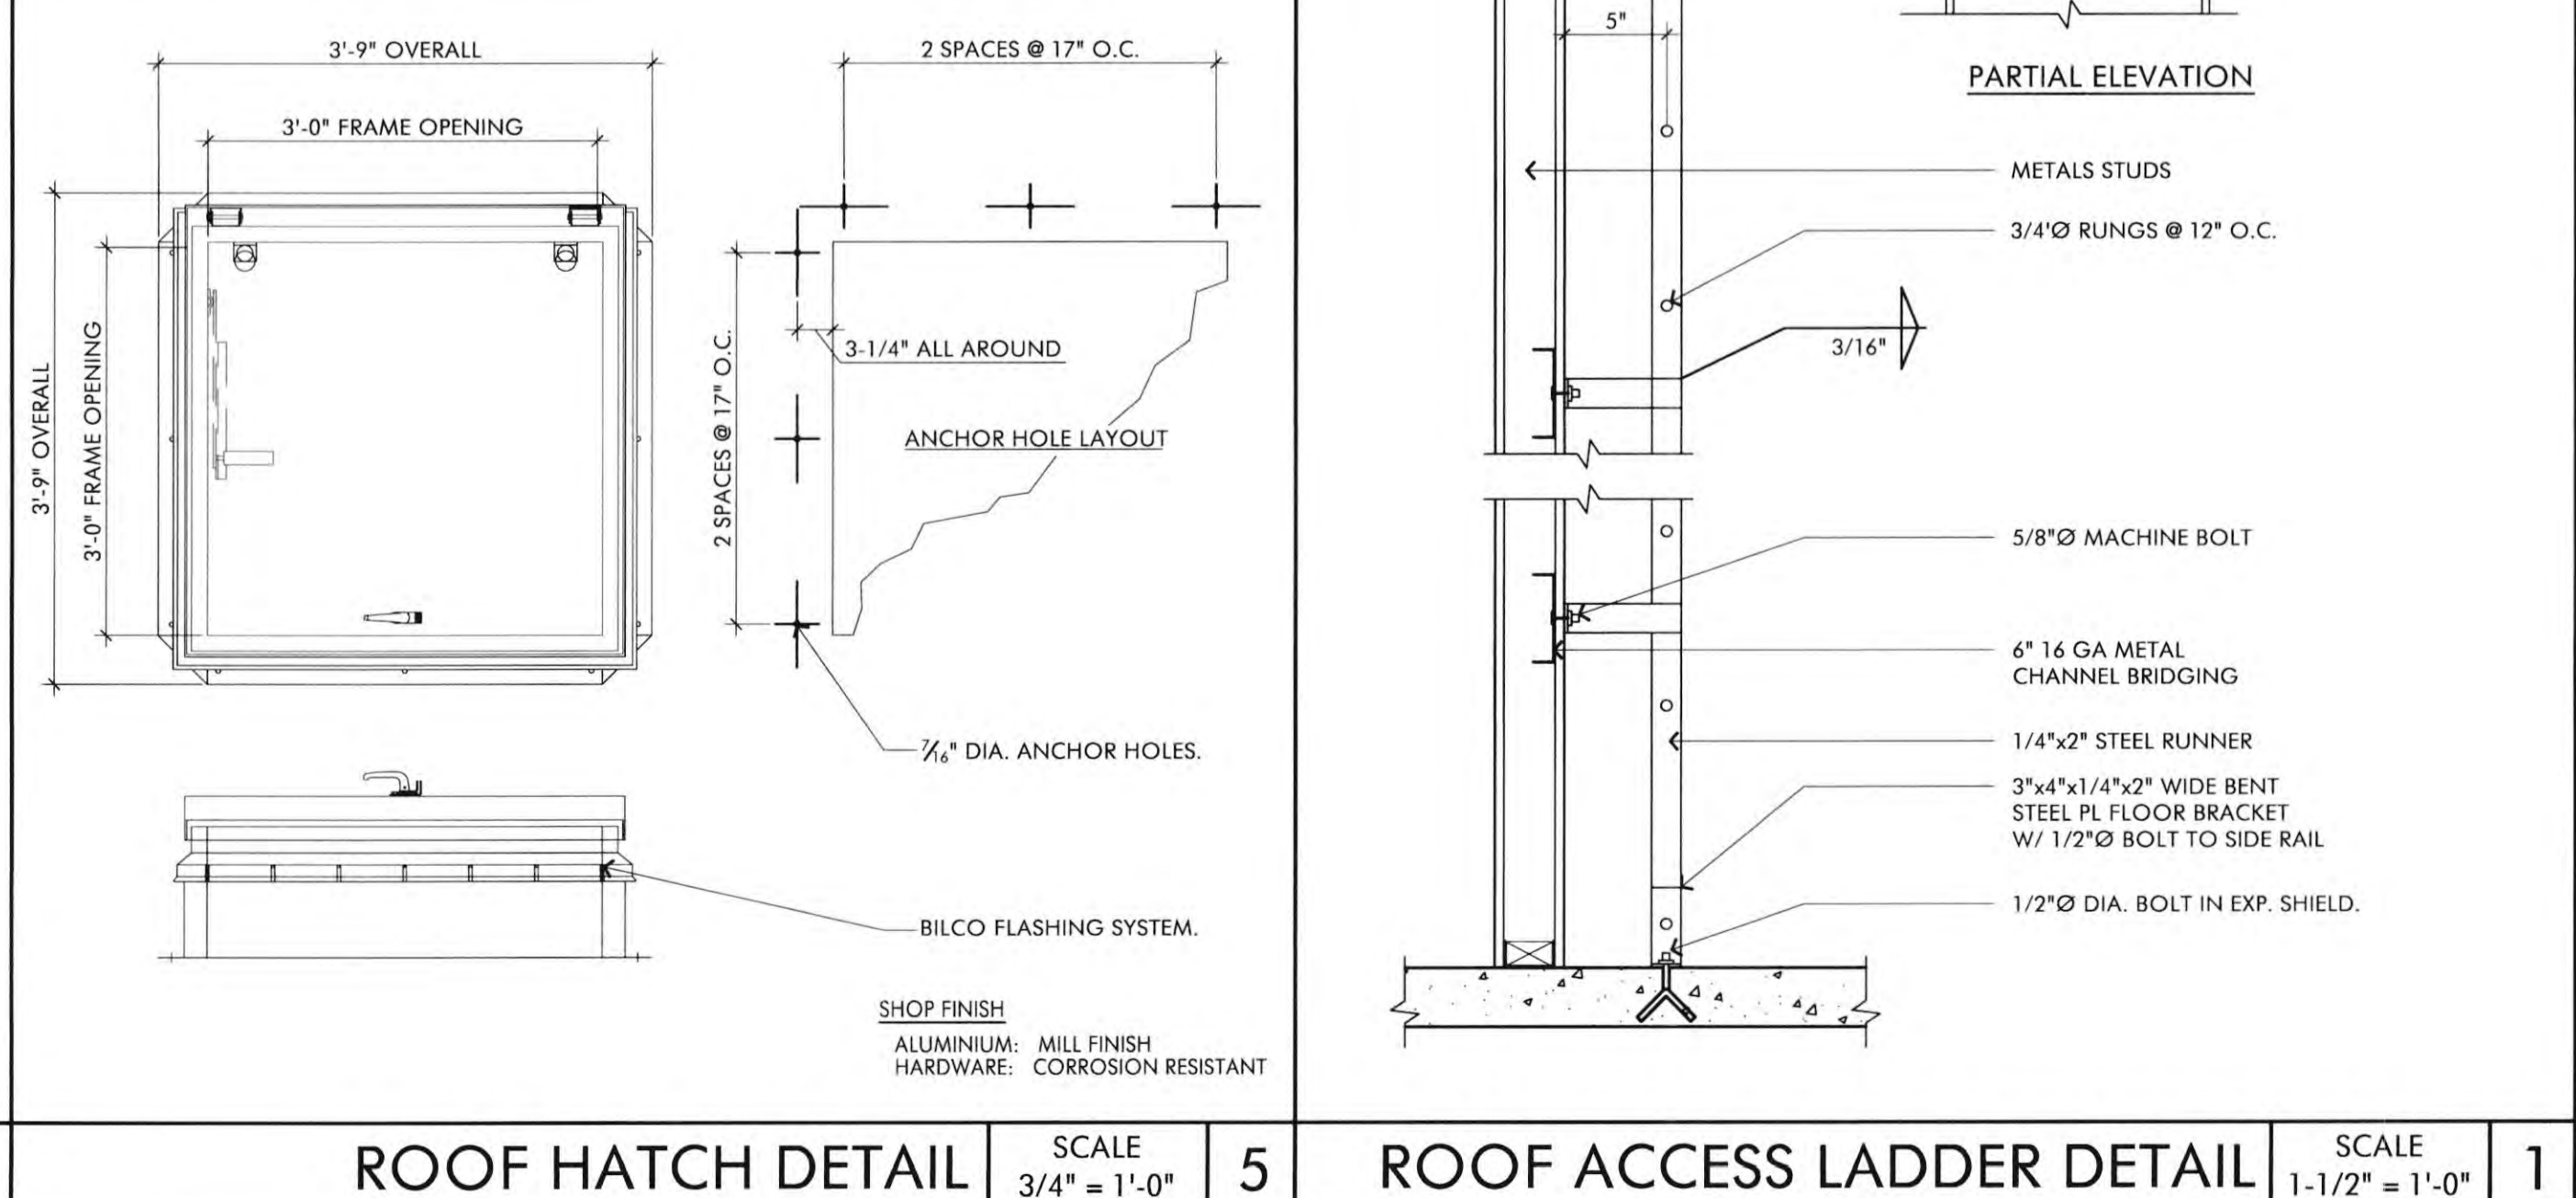 3'-9" OVERALL
3'-0" FRAME OPENING
3'-9" OVERALL
3'-0" FRAME OPENING
2 SPACES @ 17" O.C.
2 SPACES @ 17" O.C.
3-1/4" ALL AROUND
ANCHOR HOLE LAYOUT
7/16" DIA. ANCHOR HOLES.
BILCO FLASHING SYSTEM.
SHOP FINISH
ALUMINIUM: MILL FINISH
HARDWARE: CORROSION RESISTANT
ROOF HATCH DETAIL
SCALE
3/4" = 1'-0"
5
5"
PARTIAL ELEVATION
METALS STUDS
3/4'Ø RUNGS @ 12" O.C.
3/16"
5/8"Ø MACHINE BOLT
6" 16 GA METAL
CHANNEL BRIDGING
1/4"x2" STEEL RUNNER
3"x4"x1/4"x2" WIDE BENT
STEEL PL FLOOR BRACKET
W/ 1/2"Ø BOLT TO SIDE RAIL
1/2"Ø DIA. BOLT IN EXP. SHIELD.
ROOF ACCESS LADDER DETAIL
SCALE
1-1/2" = 1'-0"
1